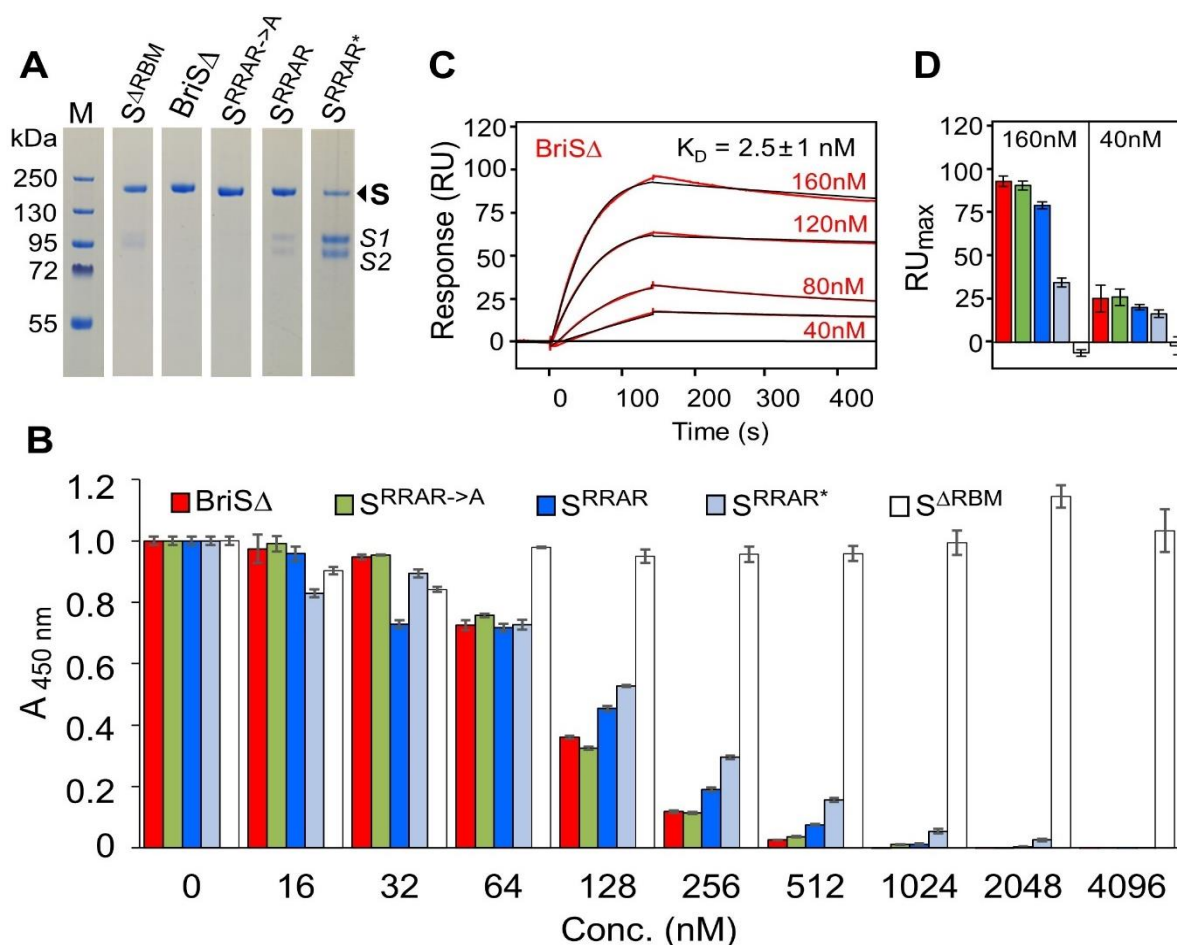 A
M
S^ΔRBM
BriSΔ
S^RRAR->A
S^RRAR
S^RRAR*
kDa
250
130
95
72
55
S
S1
S2
C
Response (RU)
120
100
75
50
25
0
BriSΔ
K_D = 2.5±1 nM
160nM
120nM
80nM
40nM
0 100 200 300 400
Time (s)
D
RU_max
120
100
75
50
25
0
160nM 40nM
B
A 450 nm
1.2
1.0
0.8
0.6
0.4
0.2
0
BriSΔ S^RRAR->A S^RRAR S^RRAR* S^ΔRBM
0 16 32 64 128 256 512 1024 2048 4096
Conc. (nM)